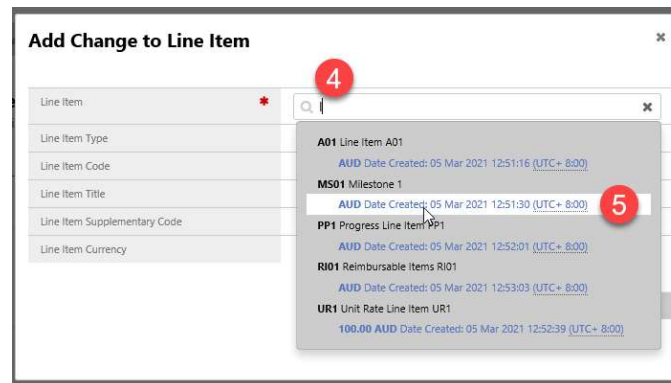 Add Change to Line Item
4
Line Item *
l
Line Item Type
Line Item Code
Line Item Title
Line Item Supplementary Code
Line Item Currency
A01 Line Item A01
AUD Date Created: 05 Mar 2021 12:51:16 (UTC+ 8:00)
MS01 Milestone 1
AUD Date Created: 05 Mar 2021 12:51:30 (UTC+ 8:00)
5
PP1 Progress Line Item PP1
AUD Date Created: 05 Mar 2021 12:52:01 (UTC+ 8:00)
RI01 Reimbursable Items RI01
AUD Date Created: 05 Mar 2021 12:53:03 (UTC+ 8:00)
UR1 Unit Rate Line Item UR1
100.00 AUD Date Created: 05 Mar 2021 12:52:39 (UTC+ 8:00)